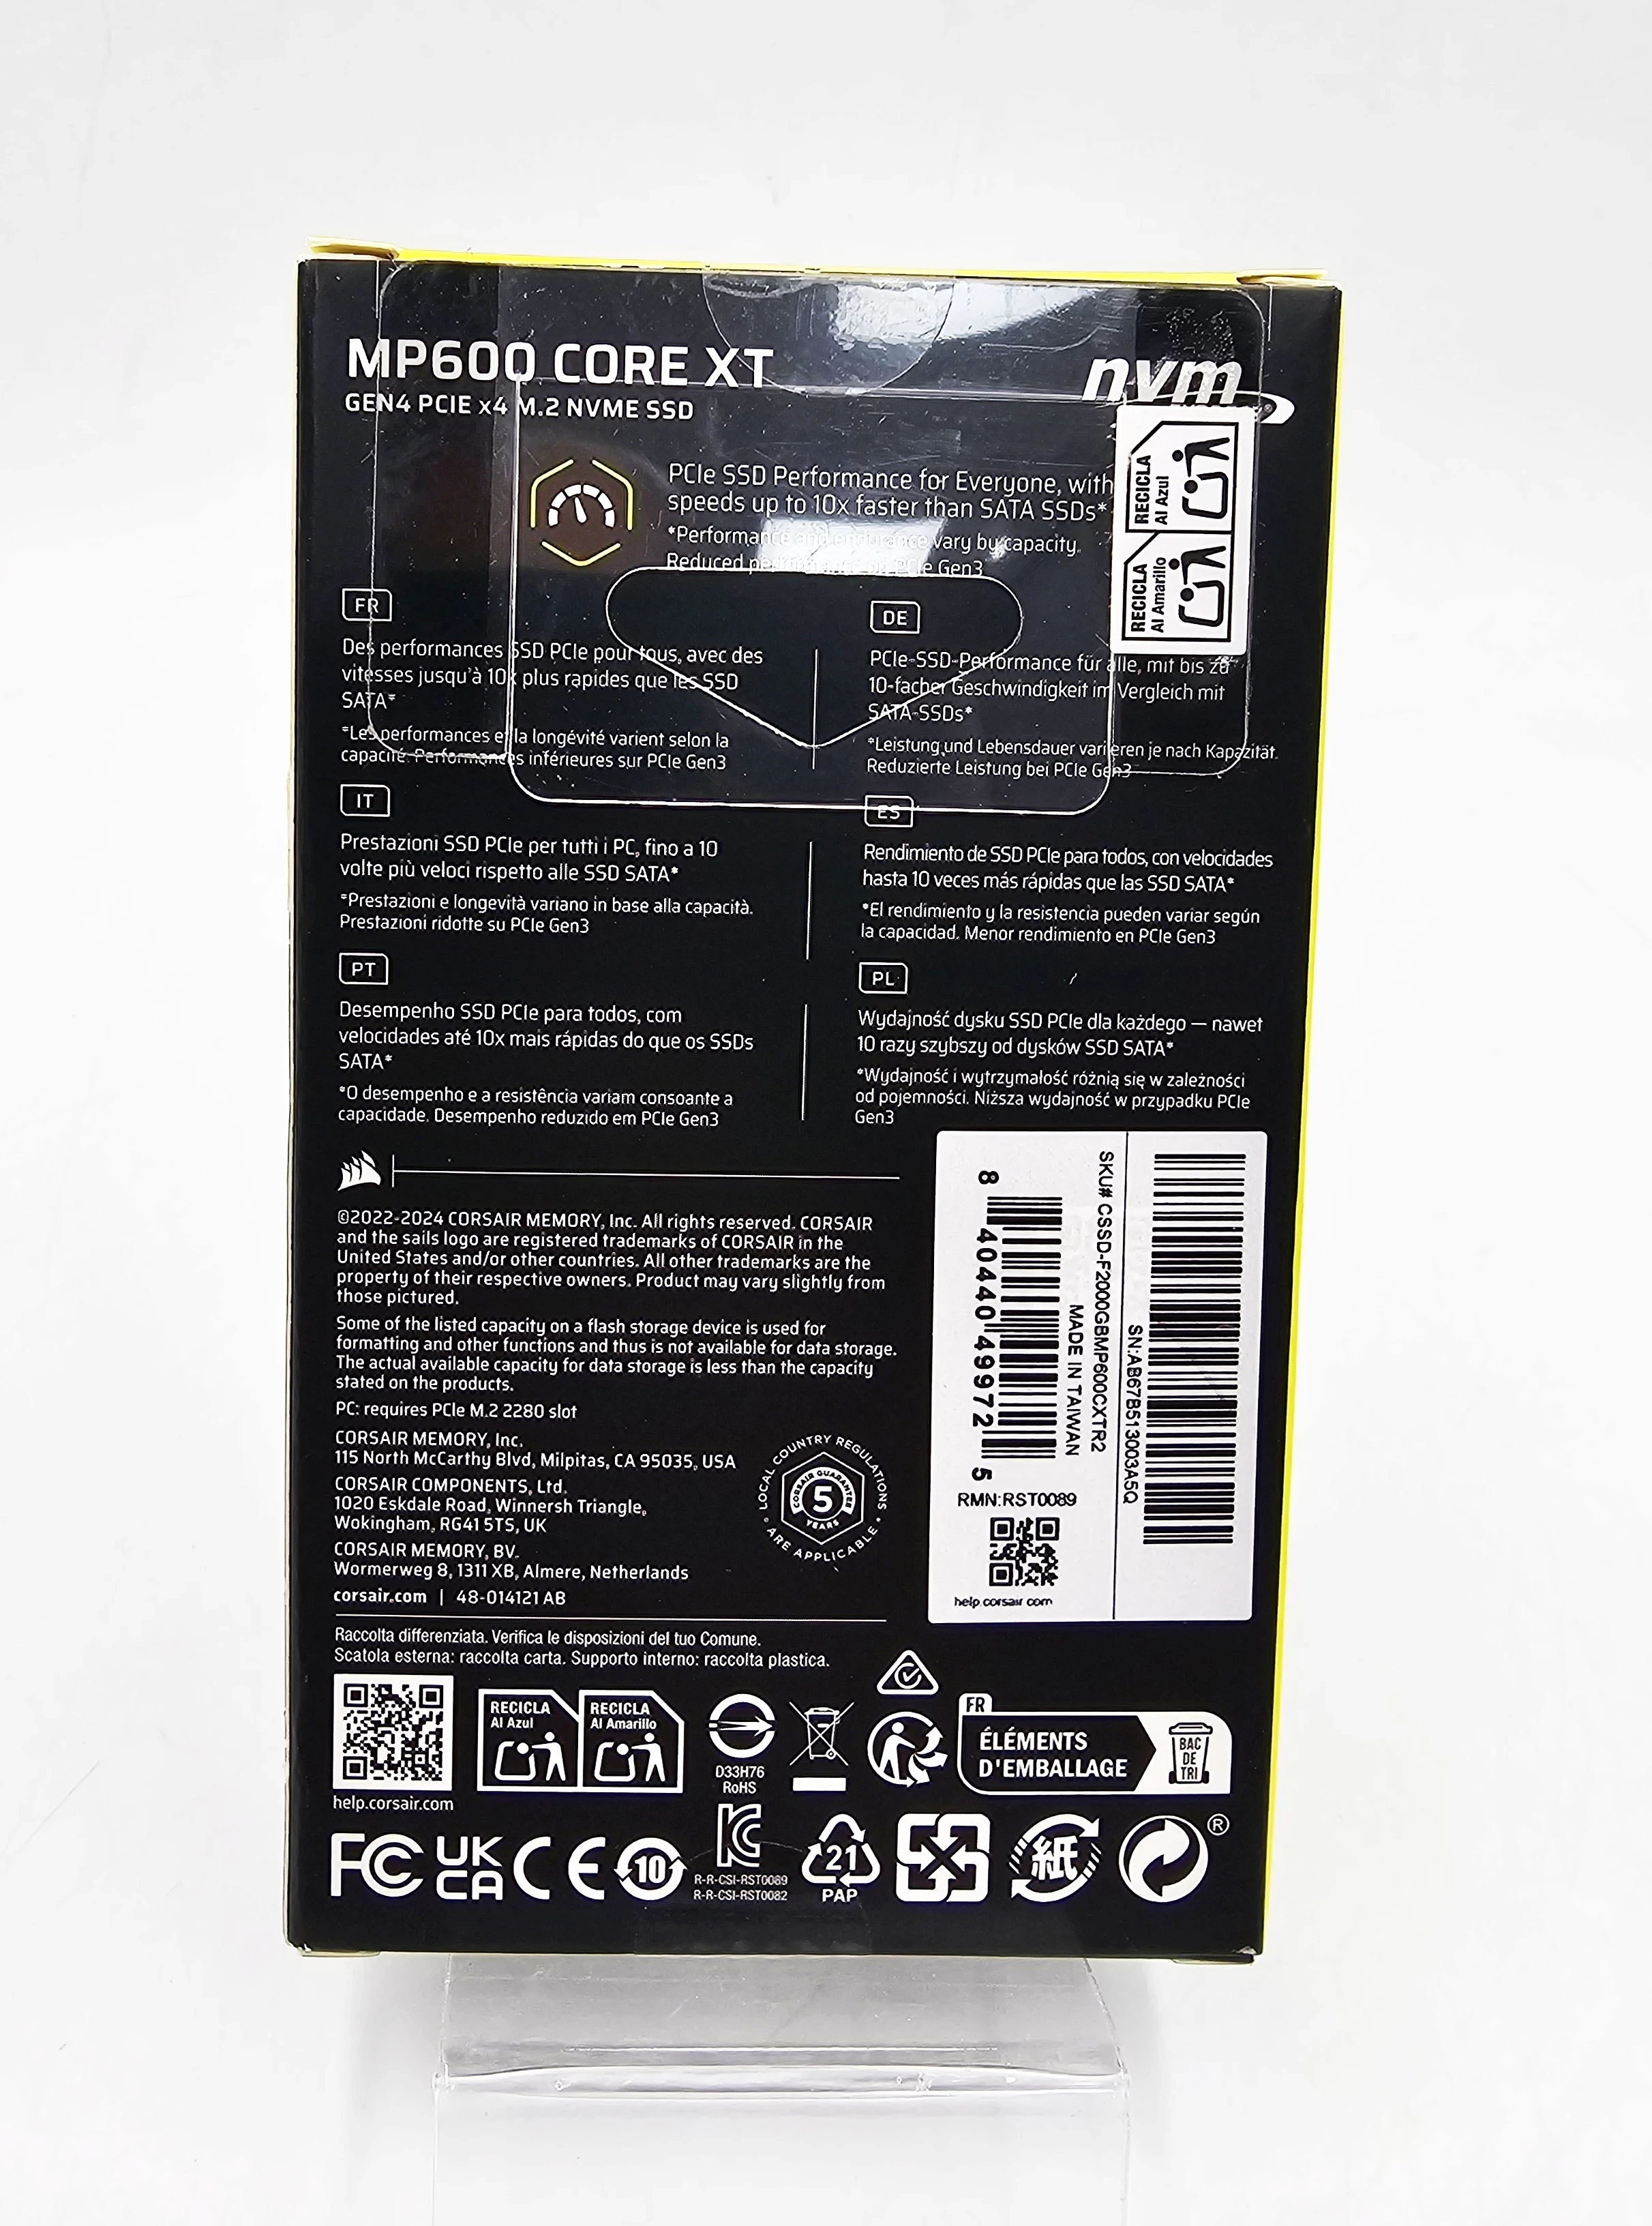 MP600 CORE XT
GEN4 PCIE x4 M.2 NVME SSD
nvm
®
PCIe SSD Performance for Everyone, with
speeds up to 10x faster than SATA SSDs*
*Performance and endurance vary by capacity.
Reduced performance on PCIe Gen3
RECICLA
Al Azul
RECICLA
Al Amarillo
FR
Des performances SSD PCIe pour tous, avec des
vitesses jusqu'à 10x plus rapides que les SSD
SATA*
*Les performances et la longévité varient selon la
capacité. Performances inférieures sur PCIe Gen3
DE
PCIe-SSD-Performance für alle, mit bis zu
10-facher Geschwindigkeit im Vergleich mit
SATA-SSDs*
*Leistung und Lebensdauer variieren je nach Kapazität.
Reduzierte Leistung bei PCIe Gen3
IT
Prestazioni SSD PCIe per tutti i PC, fino a 10
volte più veloci rispetto alle SSD SATA*
*Prestazioni e longevità variano in base alla capacità.
Prestazioni ridotte su PCIe Gen3
ES
Rendimiento de SSD PCIe para todos, con velocidades
hasta 10 veces más rápidas que las SSD SATA*
*El rendimiento y la resistencia pueden variar según
la capacidad. Menor rendimiento en PCIe Gen3
PT
Desempenho SSD PCIe para todos, com
velocidades até 10x mais rápidas do que os SSDs
SATA*
*O desempenho e a resistência variam consoante a
capacidade. Desempenho reduzido em PCIe Gen3
PL
Wydajność dysku SSD PCIe dla każdego — nawet
10 razy szybszy od dysków SSD SATA*
*Wydajność i wytrzymałość różnią się w zależności
od pojemności. Niższa wydajność w przypadku PCIe
Gen3
©2022-2024 CORSAIR MEMORY, Inc. All rights reserved. CORSAIR
and the sails logo are registered trademarks of CORSAIR in the
United States and/or other countries. All other trademarks are the
property of their respective owners. Product may vary slightly from
those pictured.
Some of the listed capacity on a flash storage device is used for
formatting and other functions and thus is not available for data storage.
The actual available capacity for data storage is less than the capacity
stated on the products.
PC: requires PCIe M.2 2280 slot
CORSAIR MEMORY, Inc.
115 North McCarthy Blvd, Milpitas, CA 95035, USA
CORSAIR COMPONENTS, Ltd.
1020 Eskdale Road, Winnersh Triangle,
Wokingham, RG41 5TS, UK
CORSAIR MEMORY, BV.
Wormerweg 8, 1311 XB, Almere, Netherlands
corsair.com | 48-014121 AB
LOCAL COUNTRY REGULATIONS
• ARE APPLICABLE •
CORSAIR GUARANTEE
5
YEARS
SN:AB67B513003A5Q
SKU# CSSD-F2000GBMP600CXTR2
MADE IN TAIWAN
8 40440 49972 5
RMN:RST0089
help.corsair.com
Raccolta differenziata. Verifica le disposizioni del tuo Comune.
Scatola esterna: raccolta carta. Supporto interno: raccolta plastica.
help.corsair.com
RECICLA
Al Azul
RECICLA
Al Amarillo
D33H76
RoHS
FR
ÉLÉMENTS
D'EMBALLAGE
BAC
DE
TRI
FC
UK
CA
CE
10
R-R-CSI-RST0089
R-R-CSI-RST0082
21
PAP
紙
®